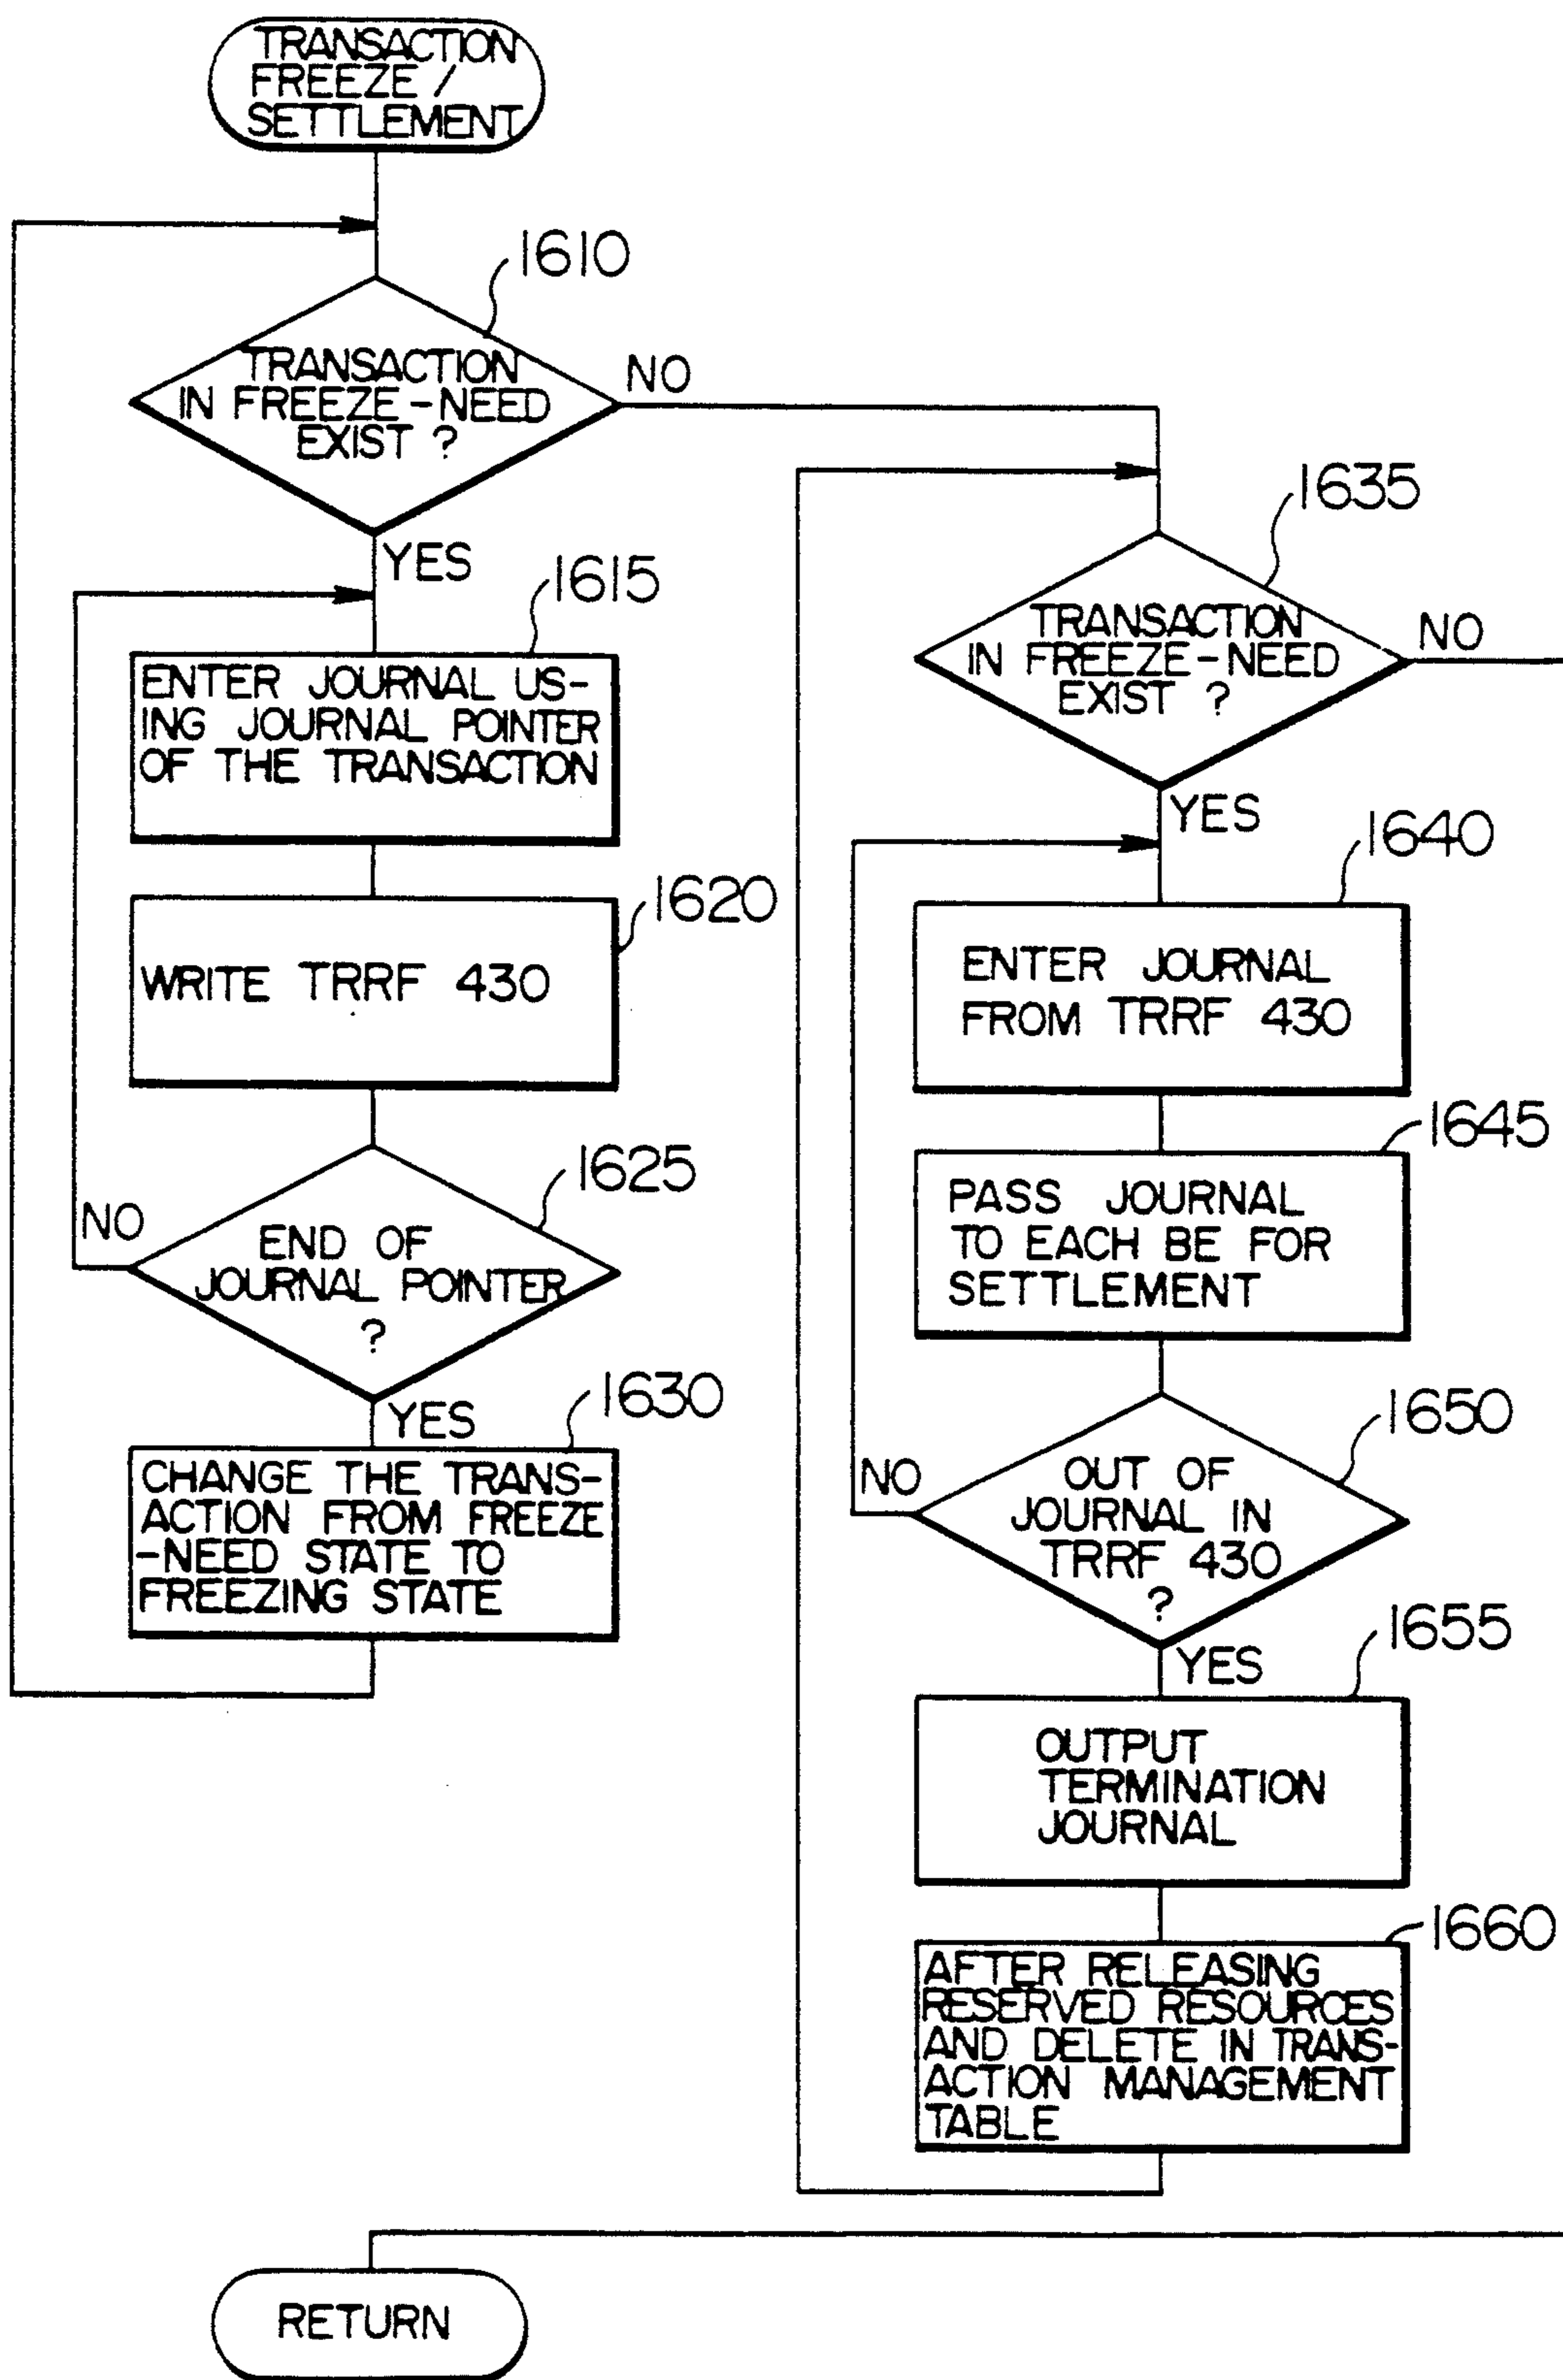 TRANSACTION
FREEZE /
SETTLEMENT
1610
TRANSACTION
IN FREEZE-NEED
EXIST ?
NO
YES
1615
ENTER JOURNAL US-
ING JOURNAL POINTER
OF THE TRANSACTION
1620
WRITE TRRF 430
1625
END OF
JOURNAL POINTER
?
NO
YES
1630
CHANGE THE TRANS-
ACTION FROM FREEZE
-NEED STATE TO
FREEZING STATE
1635
TRANSACTION
IN FREEZE-NEED
EXIST ?
NO
YES
1640
ENTER JOURNAL
FROM TRRF 430
1645
PASS JOURNAL
TO EACH BE FOR
SETTLEMENT
1650
OUT OF
JOURNAL IN
TRRF 430
?
NO
YES
1655
OUTPUT
TERMINATION
JOURNAL
1660
AFTER RELEASING
RESERVED RESOURCES
AND DELETE IN TRANS-
ACTION MANAGEMENT
TABLE
RETURN